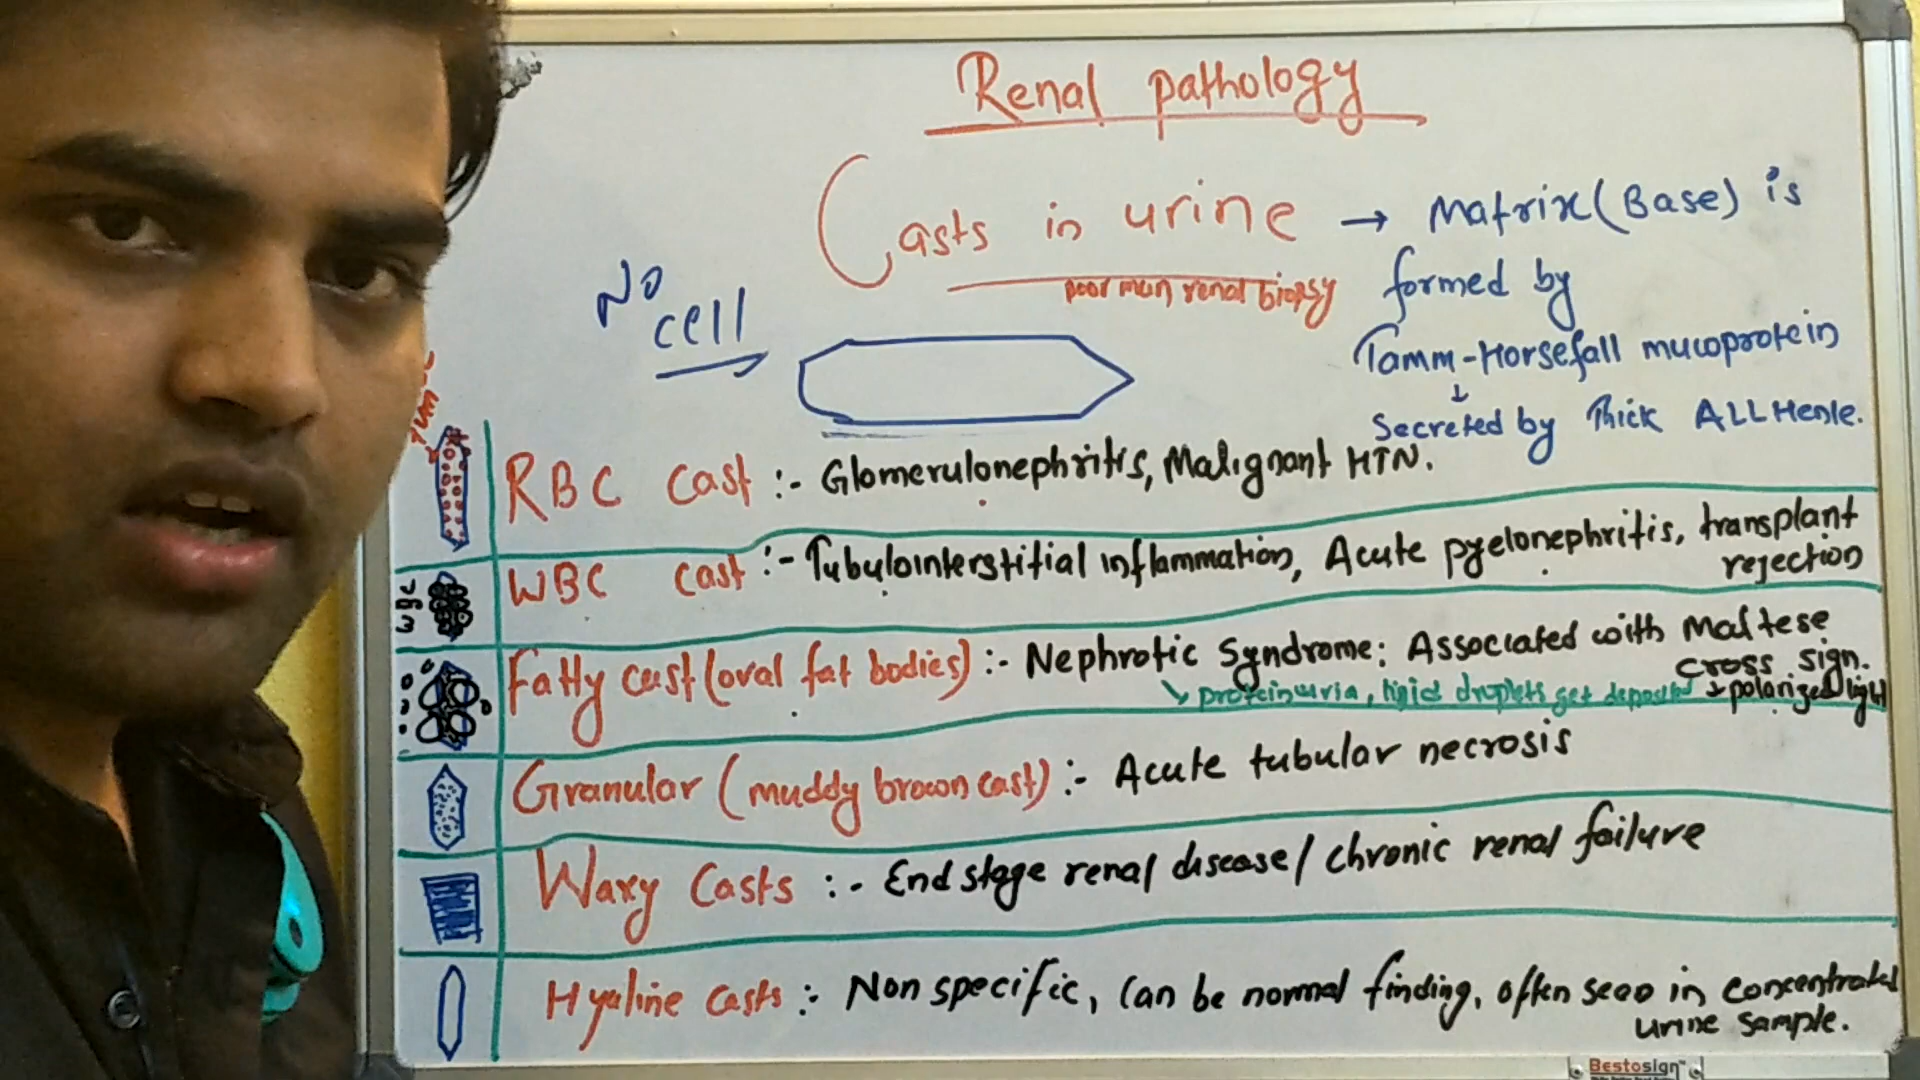 Renal pathology
Casts in urine → Matrix (Base) is
poor man renal biopsy
formed by
Tamm-Horsefall mucoprotein
↓
Secreted by Thick ALL Henle.
No
cell
RBC Cast :- Glomerulonephritis, Malignant HTN.
WBC
WBC cast :- Tubulointerstitial inflammation, Acute pyelonephritis, transplant
rejection
Fatty cast (oval fat bodies) :- Nephrotic Syndrome: Associated with Maltese
cross sign.
proteinuria, lipid droplets get
↓ polarized light
Granular (muddy brown cast) :- Acute tubular necrosis
Waxy Casts :- End stage renal disease / chronic renal failure
Hyaline casts :- Non specific, Can be normal finding, often seen in concentrated
urine sample.
Bestosign